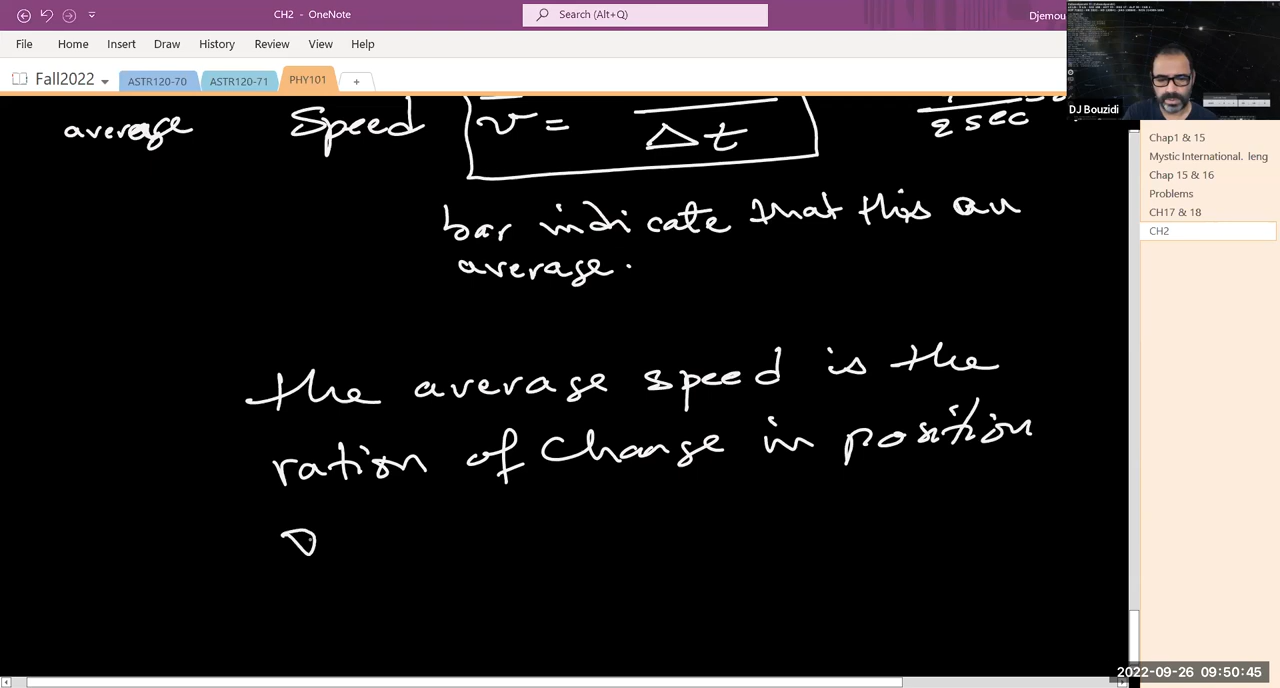 CH2 - OneNote
Search (Alt+Q)
Djemou
File Home Insert Draw History Review View Help
Fall2022
ASTR120-70
ASTR120-71
PHY101
DJ Bouzidi
Chap1 & 15
Mystic International. leng
Chap 15 & 16
Problems
CH17 & 18
CH2
average Speed v̅ =
Δt
2 sec
bar indicate that this an
average.
the average speed is the
ration of change in position
2022-09-26 09:50:45